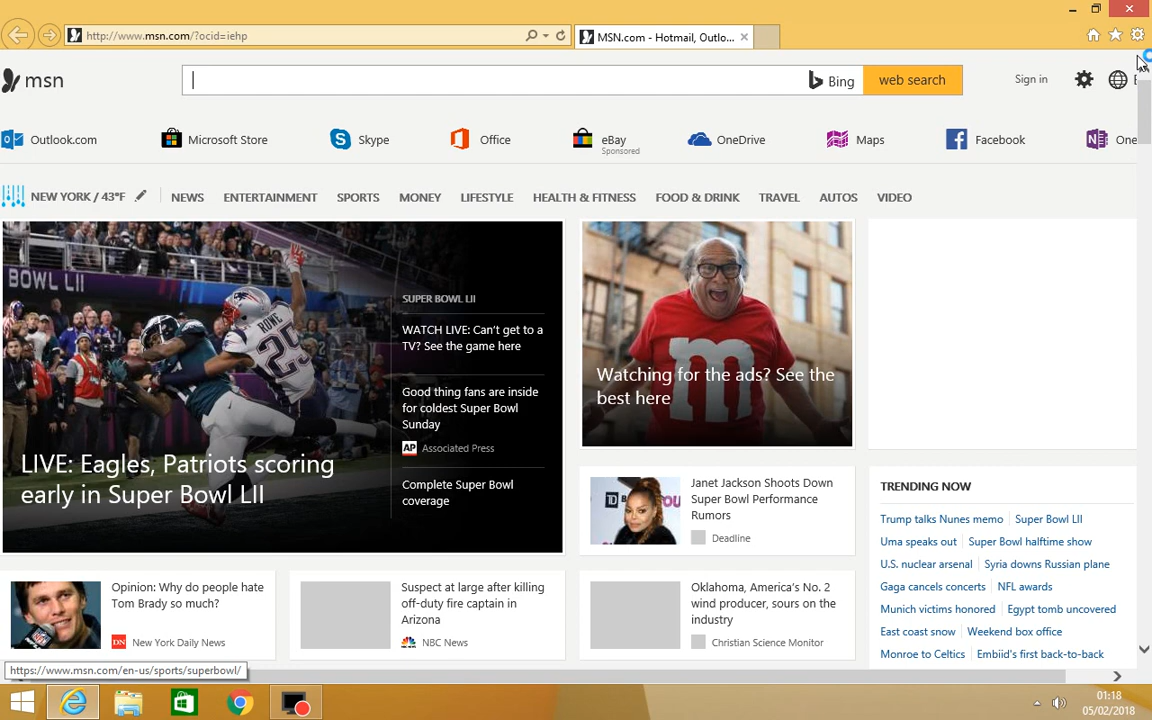 http://www.msn.com/?ocid=iehp
MSN.com - Hotmail, Outlo...
msn
Bing
web search
Sign in
Outlook.com
Microsoft Store
Skype
Office
eBay
Sponsored
OneDrive
Maps
Facebook
One
NEW YORK / 43°F
NEWS
ENTERTAINMENT
SPORTS
MONEY
LIFESTYLE
HEALTH & FITNESS
FOOD & DRINK
TRAVEL
AUTOS
VIDEO
BOWL LII
ROWE
25
SUPER BOWL LII
WATCH LIVE: Can't get to a
TV? See the game here
Good thing fans are inside
for coldest Super Bowl
Sunday
AP Associated Press
Complete Super Bowl
coverage
LIVE: Eagles, Patriots scoring
early in Super Bowl LII
m
Watching for the ads? See the
best here
Janet Jackson Shoots Down
Super Bowl Performance
Rumors
Deadline
TRENDING NOW
Trump talks Nunes memo
Super Bowl LII
Uma speaks out
Super Bowl halftime show
U.S. nuclear arsenal
Syria downs Russian plane
Gaga cancels concerts
NFL awards
Munich victims honored
Egypt tomb uncovered
East coast snow
Weekend box office
Monroe to Celtics
Embiid's first back-to-back
Opinion: Why do people hate
Tom Brady so much?
DN New York Daily News
Suspect at large after killing
off-duty fire captain in
Arizona
NBC News
Oklahoma, America's No. 2
wind producer, sours on the
industry
Christian Science Monitor
https://www.msn.com/en-us/sports/superbowl/
01:18
05/02/2018